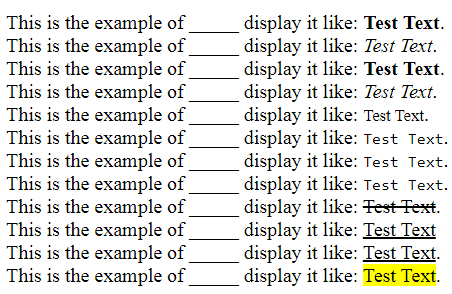 This is the example of _____ display it like: Test Text.
This is the example of _____ display it like: Test Text.
This is the example of _____ display it like: Test Text.
This is the example of _____ display it like: Test Text.
This is the example of _____ display it like: Test Text.
This is the example of _____ display it like: Test Text.
This is the example of _____ display it like: Test Text.
This is the example of _____ display it like: Test Text.
This is the example of _____ display it like: Test Text.
This is the example of _____ display it like: Test Text
This is the example of _____ display it like: Test Text.
This is the example of _____ display it like: Test Text.